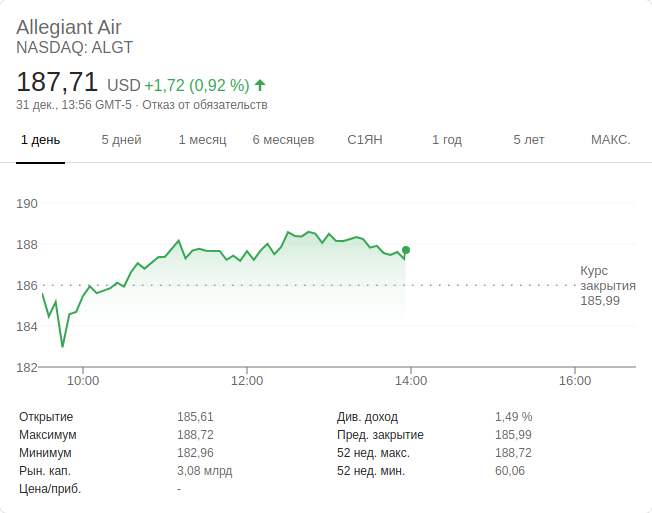 Allegiant Air
NASDAQ: ALGT
187,71 USD +1,72 (0,92 %)
31 дек., 13:56 GMT-5 · Отказ от обязательств
1 день 5 дней 1 месяц 6 месяцев С1ЯН 1 год 5 лет МАКС.
190
188
186
184
182
Курс
закрытия
185,99
10:00 12:00 14:00 16:00
Открытие 185,61 Див. доход 1,49 %
Максимум 188,72 Пред. закрытие 185,99
Минимум 182,96 52 нед. макс. 188,72
Рын. кап. 3,08 млрд 52 нед. мин. 60,06
Цена/приб. -